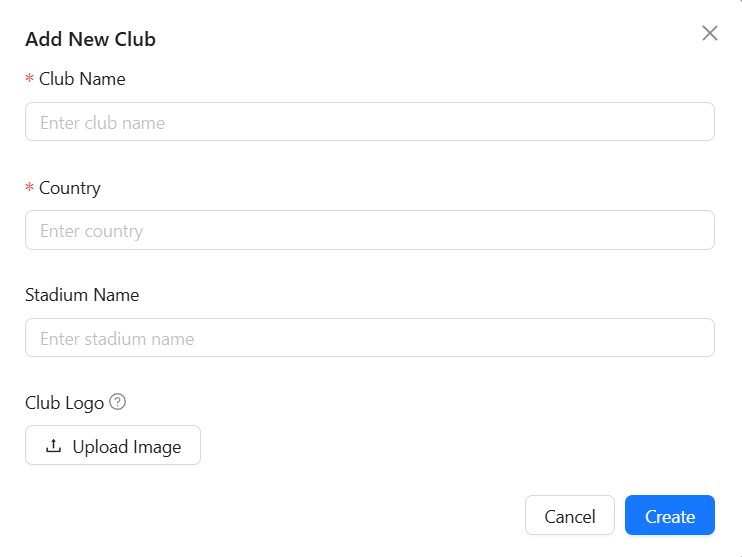 Add New Club
* Club Name
Enter club name
* Country
Enter country
Stadium Name
Enter stadium name
Club Logo
Upload Image
Cancel Create